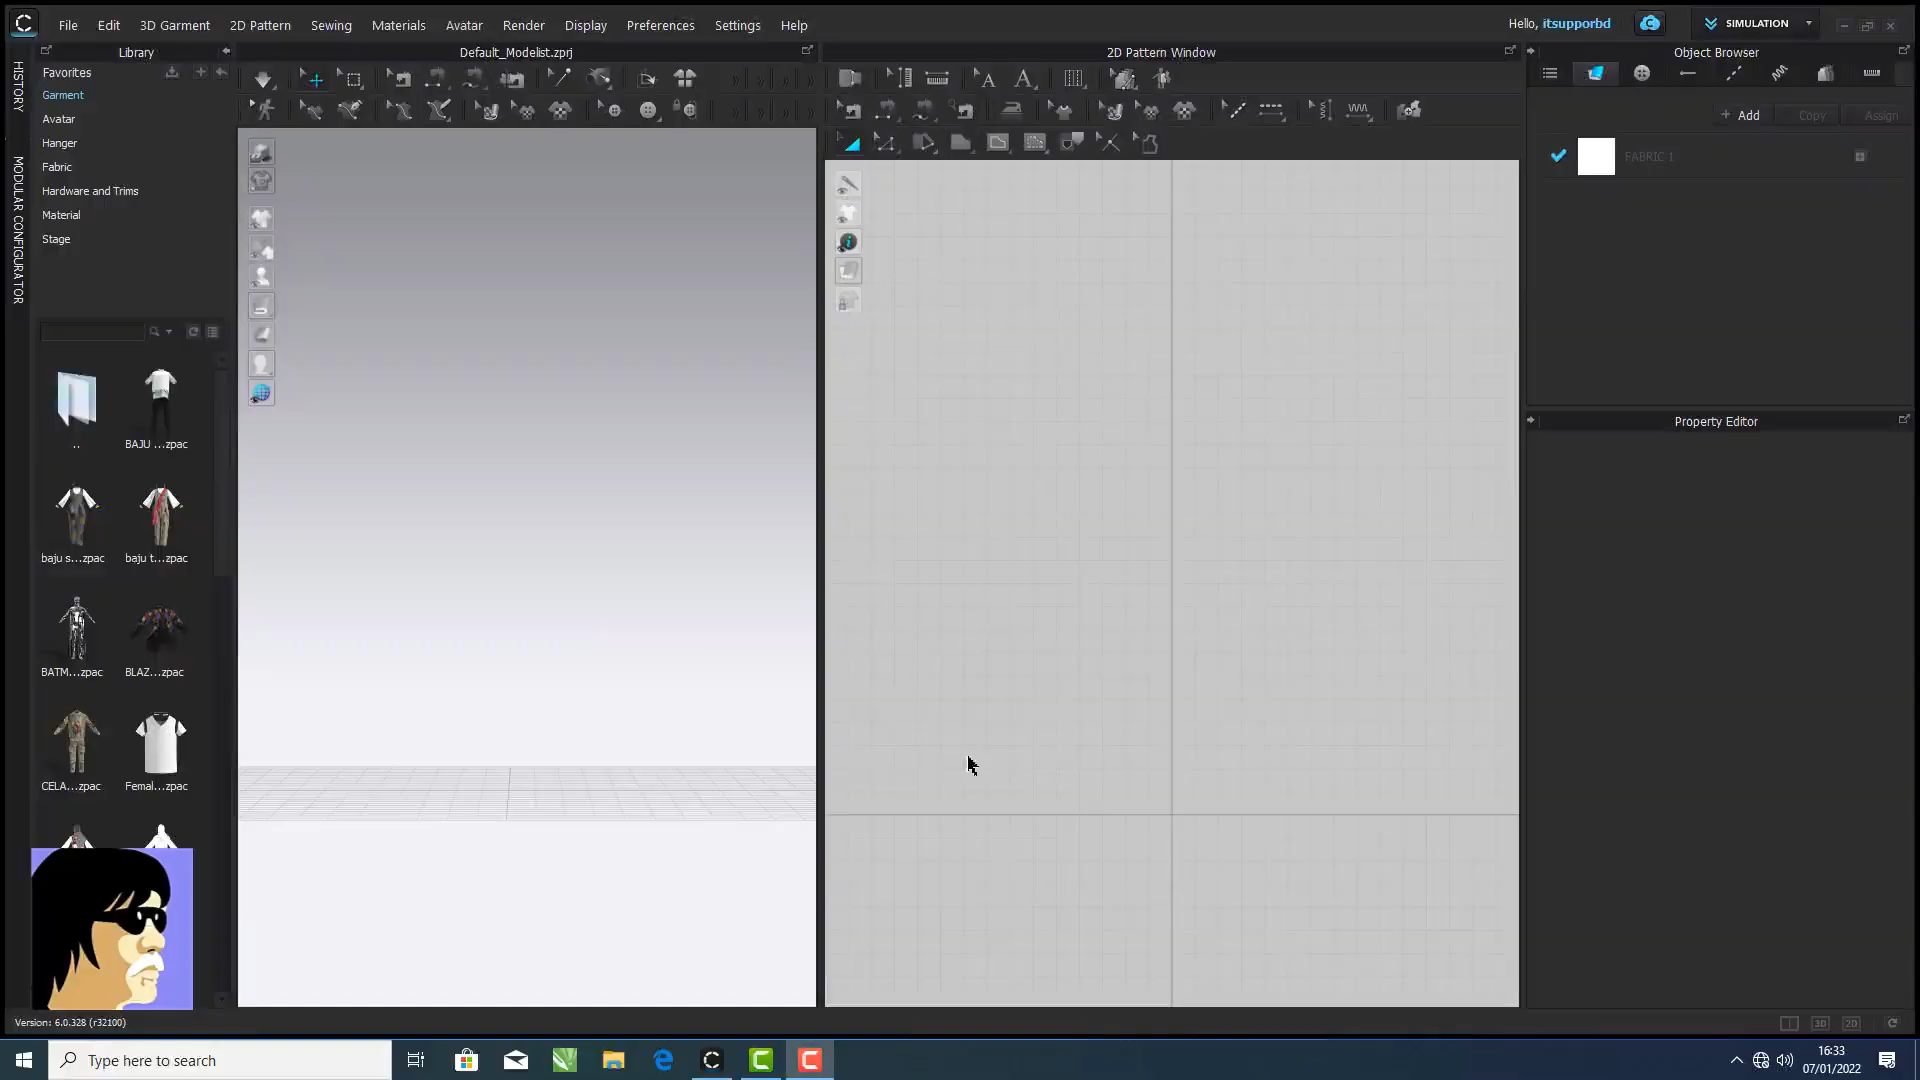 File Edit 3D Garment 2D Pattern Sewing Materials Avatar Render Display Preferences Settings Help
Hello, itsupporbd
SIMULATION
HISTORY
MODULAR CONFIGURATOR
Library
Favorites
Garment
Avatar
Hanger
Fabric
Hardware and Trims
Material
Stage
..
BAJU ...zpac
baju s...zpac
baju t...zpac
BATM...zpac
BLAZ...zpac
CELA...zpac
Femal...zpac
Default_Modelist.zprj
2D Pattern Window
Object Browser
+ Add
Copy
Assign
FABRIC 1
Property Editor
Version: 6.0.328 (r32100)
3D
2D
Type here to search
16:33
07/01/2022